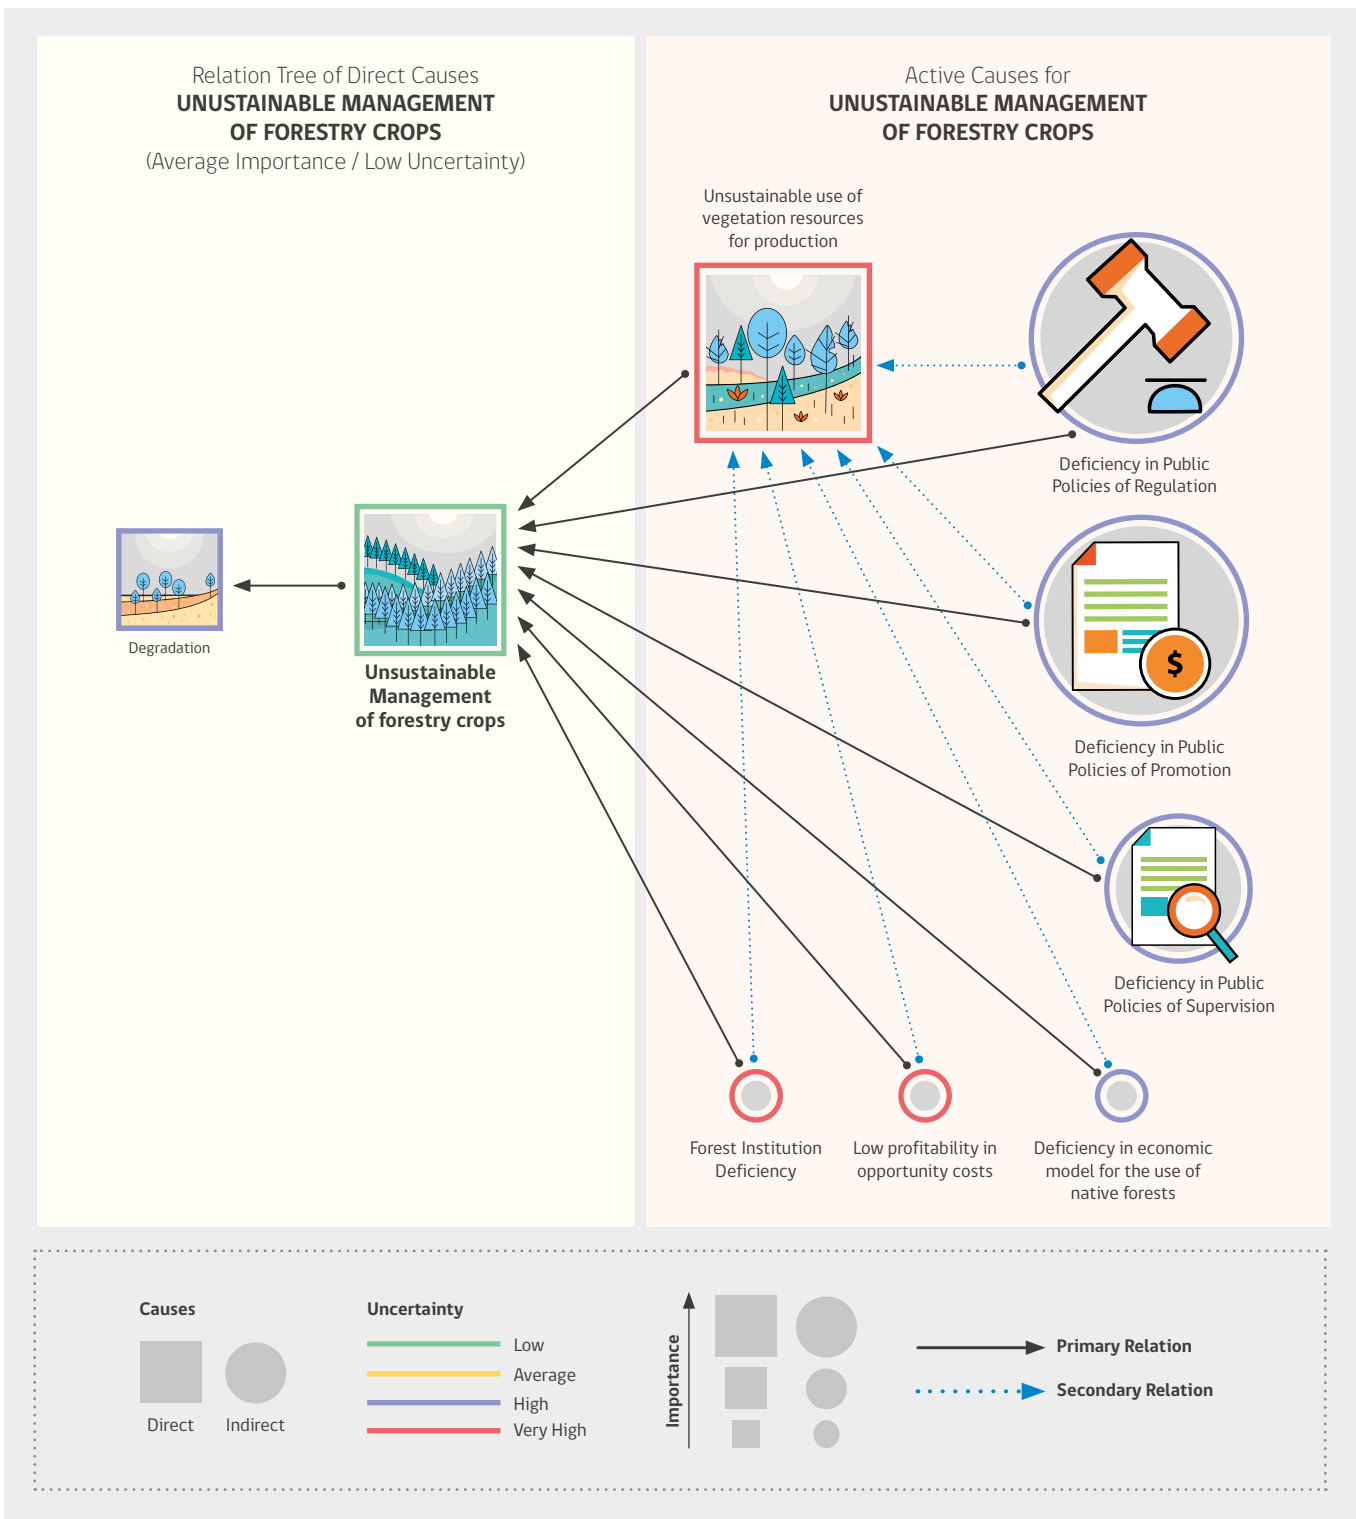 Relation Tree of Direct Causes
UNUSTAINABLE MANAGEMENT
OF FORESTRY CROPS
(Average Importance / Low Uncertainty)
Active Causes for
UNUSTAINABLE MANAGEMENT
OF FORESTRY CROPS
Unsustainable use of
vegetation resources
for production
Deficiency in Public
Policies of Regulation
Degradation
Unsustainable
Management
of forestry crops
$
Deficiency in Public
Policies of Promotion
Deficiency in Public
Policies of Supervision
Forest Institution
Deficiency
Low profitability in
opportunity costs
Deficiency in economic
model for the use of
native forests
Causes
Direct
Indirect
Uncertainty
Low
Average
High
Very High
Importance
Primary Relation
Secondary Relation